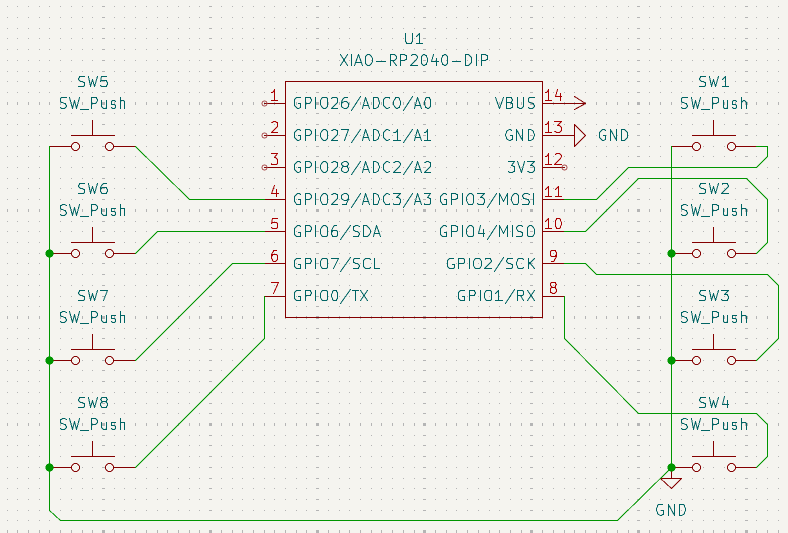 U1
XIAO-RP2040-DIP
SW5
SW_Push
SW6
SW_Push
SW7
SW_Push
SW8
SW_Push
1 GPIO26/ADC0/A0
2 GPIO27/ADC1/A1
3 GPIO28/ADC2/A2
4 GPIO29/ADC3/A3
5 GPIO6/SDA
6 GPIO7/SCL
7 GPIO0/TX
VBUS 14
GND 13 GND
3V3 12
GPIO3/MOSI 11
GPIO4/MISO 10
GPIO2/SCK 9
GPIO1/RX 8
SW1
SW_Push
SW2
SW_Push
SW3
SW_Push
SW4
SW_Push
GND